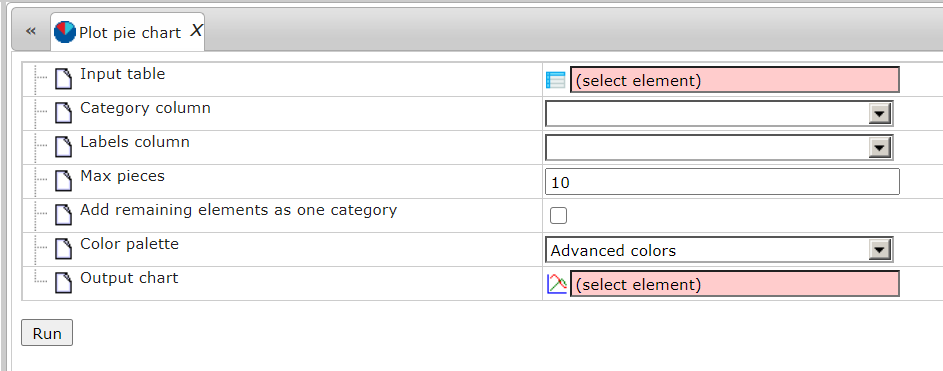 « Plot pie chart X
Input table (select element)
Category column
Labels column
Max pieces 10
Add remaining elements as one category
Color palette Advanced colors
Output chart (select element)
Run